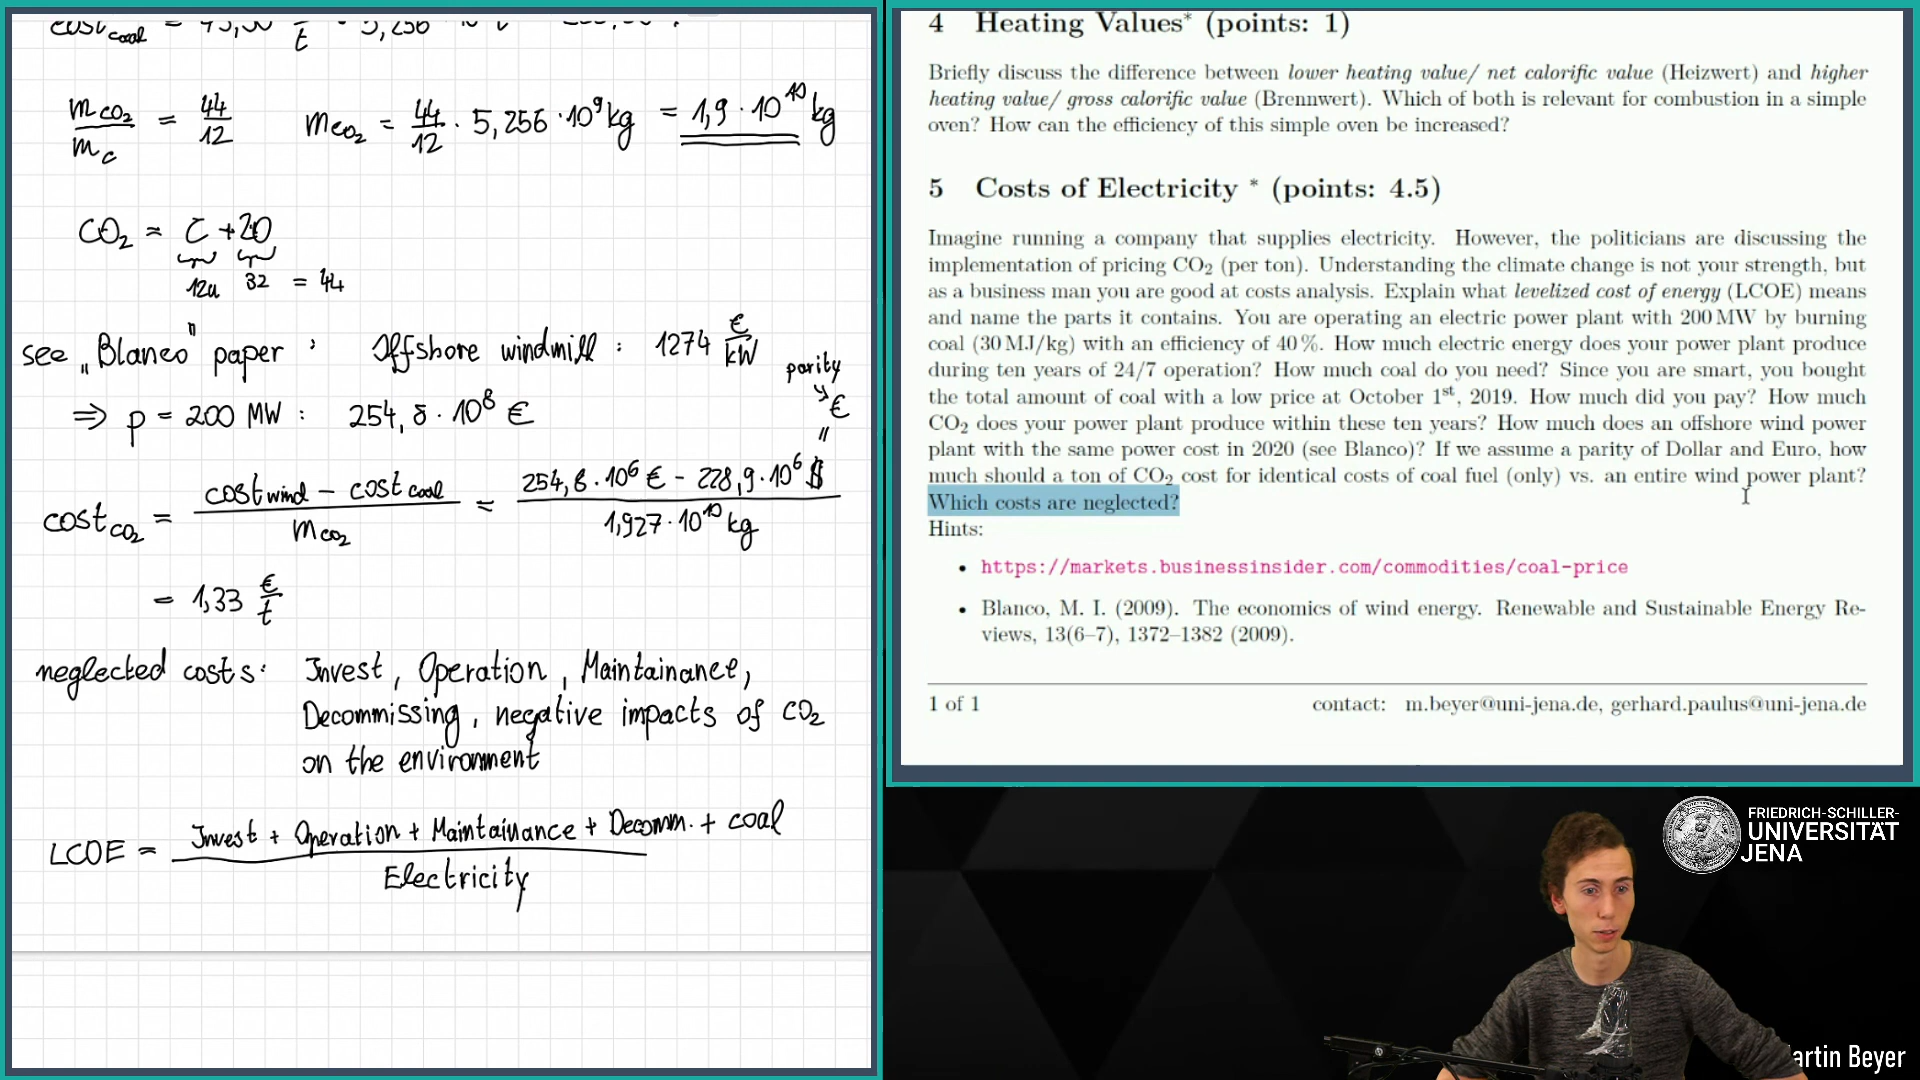 cost coal
t
mCO2 / mC = 44/12    mCO2 = 44/12 · 5,256 · 10⁹ kg = 1,9 · 10¹⁰ kg
CO2 = C + 2O
12u 32 = 44
see „Blanco" paper : Offshore windmill : 1274 €/kW
parity
⇒ p = 200 MW : 254,8 · 10⁸ €
€
"
cost CO2 = (cost wind − cost coal) / mCO2 = (254,8 · 10⁶ € − 228,9 · 10⁶ $) / (1,927 · 10¹⁰ kg)
= 1,33 €/t
neglected costs: Invest, Operation, Maintainance,
Decommissing, negative impacts of CO2
on the environment
LCOE = (Invest + Operation + Maintainance + Decomm. + coal) / Electricity
4 Heating Values* (points: 1)
Briefly discuss the difference between lower heating value/ net calorific value (Heizwert) and higher
heating value/ gross calorific value (Brennwert). Which of both is relevant for combustion in a simple
oven? How can the efficiency of this simple oven be increased?
5 Costs of Electricity * (points: 4.5)
Imagine running a company that supplies electricity. However, the politicians are discussing the
implementation of pricing CO2 (per ton). Understanding the climate change is not your strength, but
as a business man you are good at costs analysis. Explain what levelized cost of energy (LCOE) means
and name the parts it contains. You are operating an electric power plant with 200 MW by burning
coal (30 MJ/kg) with an efficiency of 40 %. How much electric energy does your power plant produce
during ten years of 24/7 operation? How much coal do you need? Since you are smart, you bought
the total amount of coal with a low price at October 1st, 2019. How much did you pay? How much
CO2 does your power plant produce within these ten years? How much does an offshore wind power
plant with the same power cost in 2020 (see Blanco)? If we assume a parity of Dollar and Euro, how
much should a ton of CO2 cost for identical costs of coal fuel (only) vs. an entire wind power plant?
Which costs are neglected?
Hints:
• https://markets.businessinsider.com/commodities/coal-price
• Blanco, M. I. (2009). The economics of wind energy. Renewable and Sustainable Energy Re-
views, 13(6–7), 1372–1382 (2009).
1 of 1 contact: m.beyer@uni-jena.de, gerhard.paulus@uni-jena.de
FRIEDRICH-SCHILLER-
UNIVERSITÄT
JENA
artin Beyer